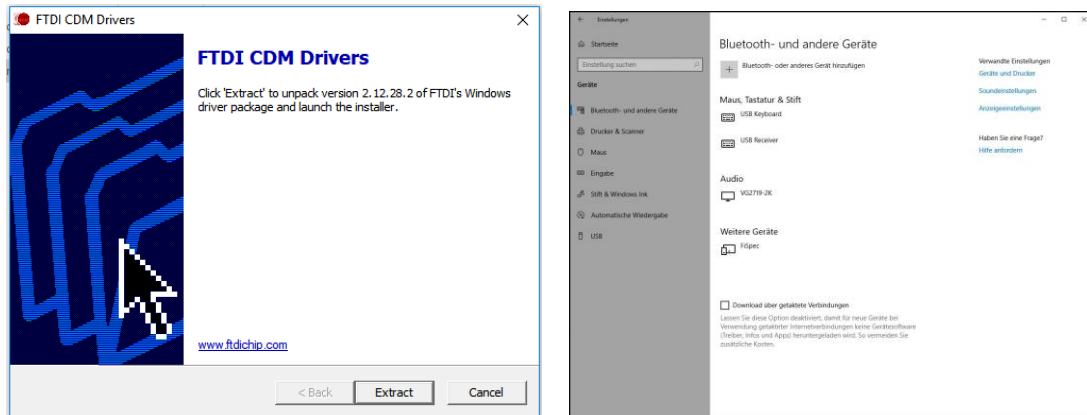 FTDI CDM Drivers
FTDI CDM Drivers
Click 'Extract' to unpack version 2.12.28.2 of FTDI's Windows
driver package and launch the installer.
www.ftdichip.com
< Back
Extract
Cancel
Einstellungen
Startseite
Einstellung suchen
Geräte
Bluetooth- und andere Geräte
Drucker & Scanner
Maus
Eingabe
Stift & Windows Ink
Automatische Wiedergabe
USB
Bluetooth- und andere Geräte
Bluetooth- oder anderes Gerät hinzufügen
Maus, Tastatur & Stift
USB Keyboard
USB Receiver
Audio
VG2719-2K
Weitere Geräte
FiSpec
Download über getaktete Verbindungen
Lassen Sie diese Option deaktiviert, damit für neue Geräte bei
Verwendung getakteter Internetverbindungen keine Gerätesoftware
(Treiber, Infos und Apps) heruntergeladen wird. So vermeiden Sie
zusätzliche Kosten.
Verwandte Einstellungen
Geräte und Drucker
Soundeinstellungen
Anzeigeeinstellungen
Haben Sie eine Frage?
Hilfe anfordern